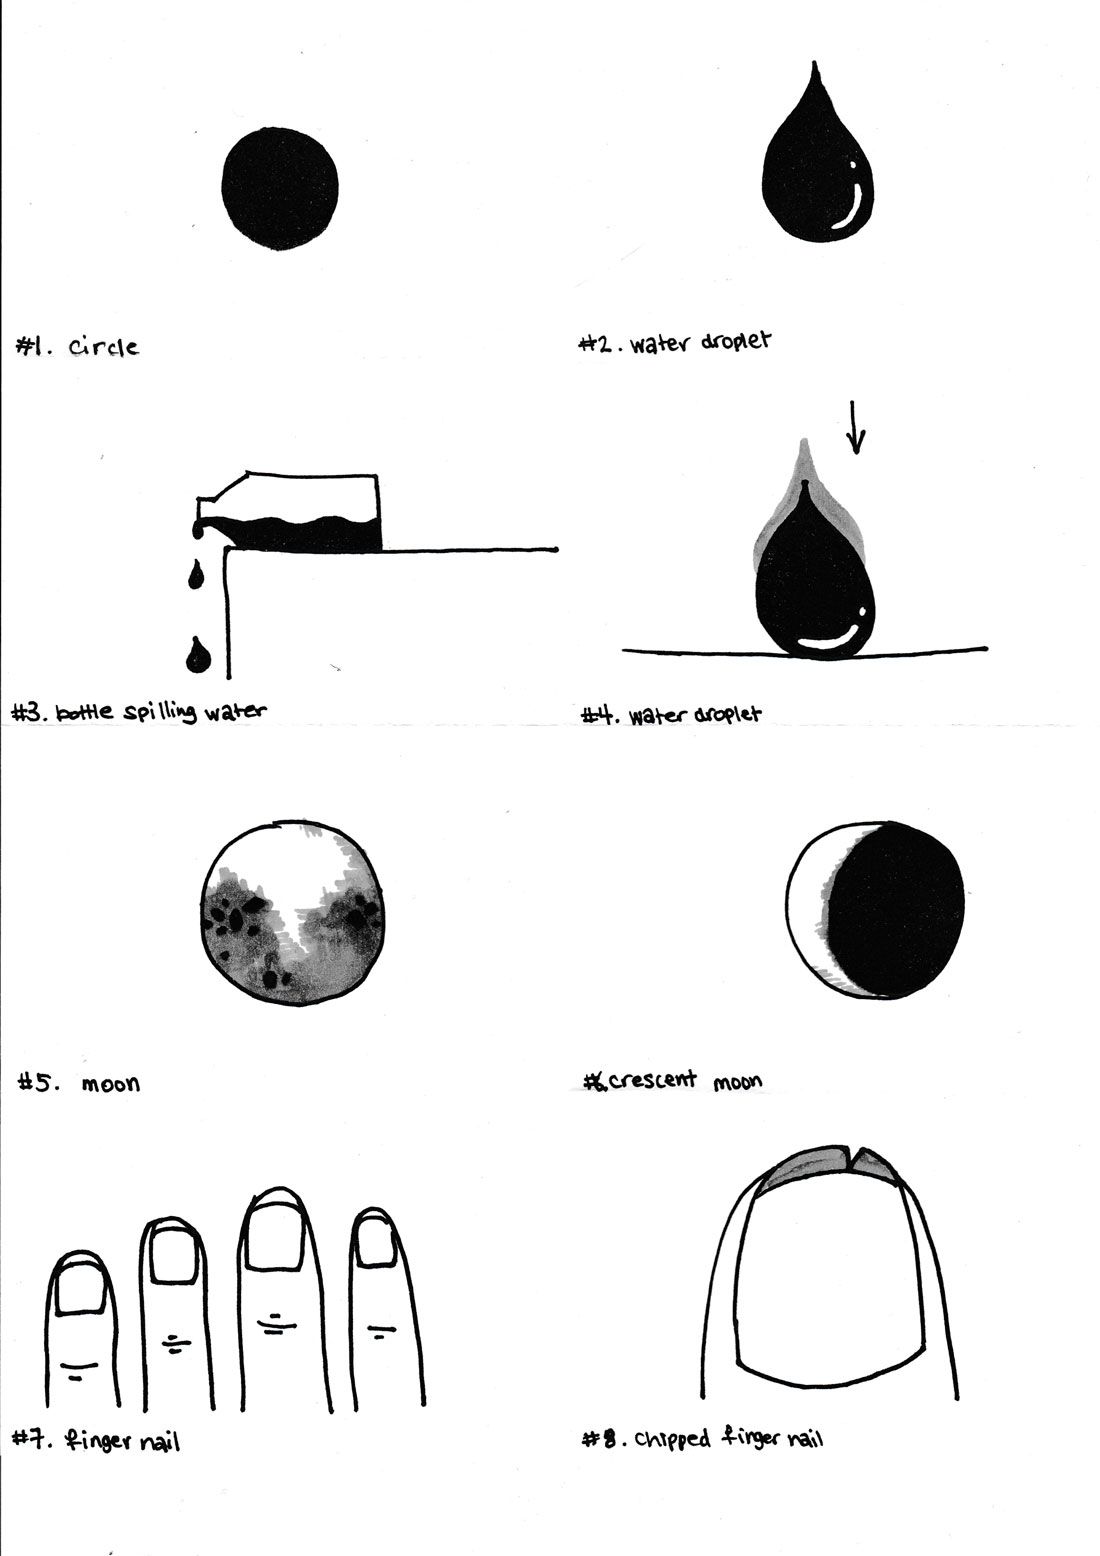 #1. circle
#2. water droplet
#3. bottle spilling water
#4. water droplet
#5. moon
#6. crescent moon
#7. finger nail
#8. chipped finger nail